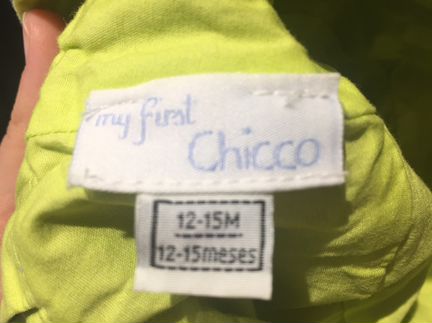 my first
Chicco
12-15M
12-15meses